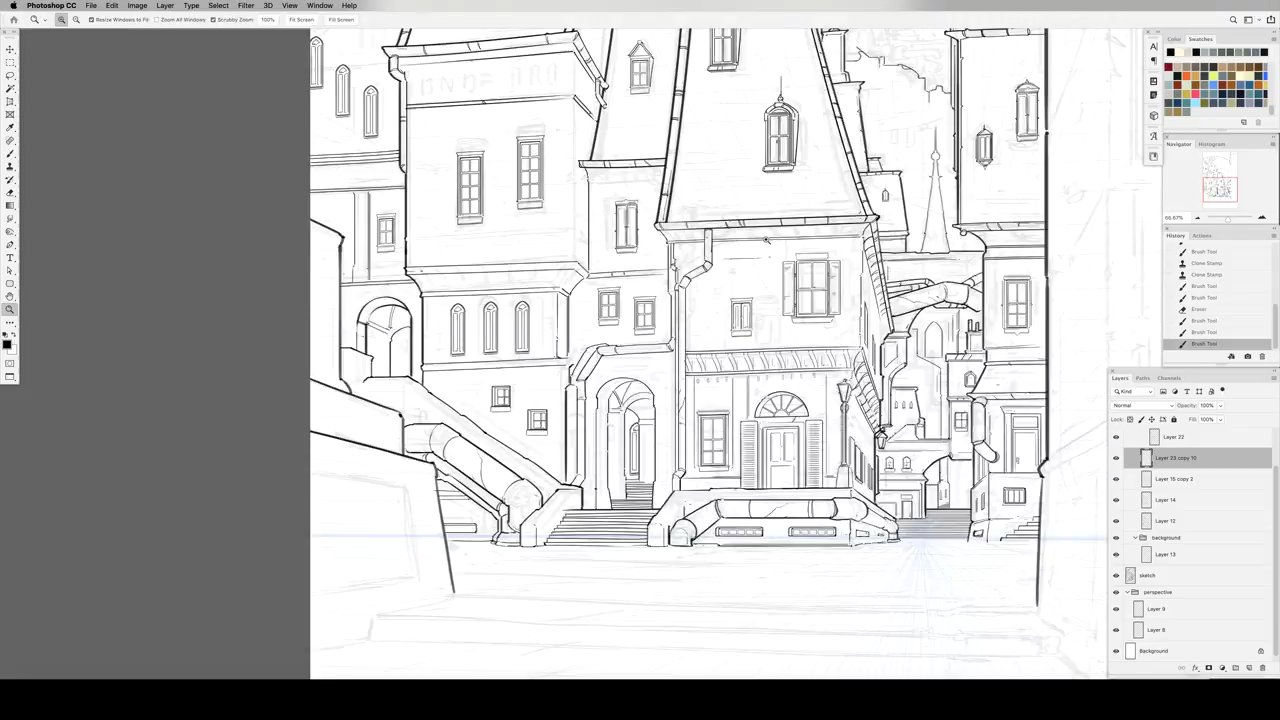 Photoshop CC File Edit Image Layer Type Select Filter 3D View Window Help
Resize Windows to Fit Zoom All Windows Scrubby Zoom 100% Fit Screen Fill Screen
Color Swatches
Navigator Histogram
66.67%
History Actions
Brush Tool
Clone Stamp
Clone Stamp
Brush Tool
Brush Tool
Eraser
Brush Tool
Brush Tool
Brush Tool
Layers Paths Channels
Kind
Normal Opacity: 100%
Lock: Fill: 100%
Layer 22
Layer 23 copy 10
Layer 15 copy 2
Layer 14
Layer 12
background
Layer 13
sketch
perspective
Layer 9
Layer 8
Background